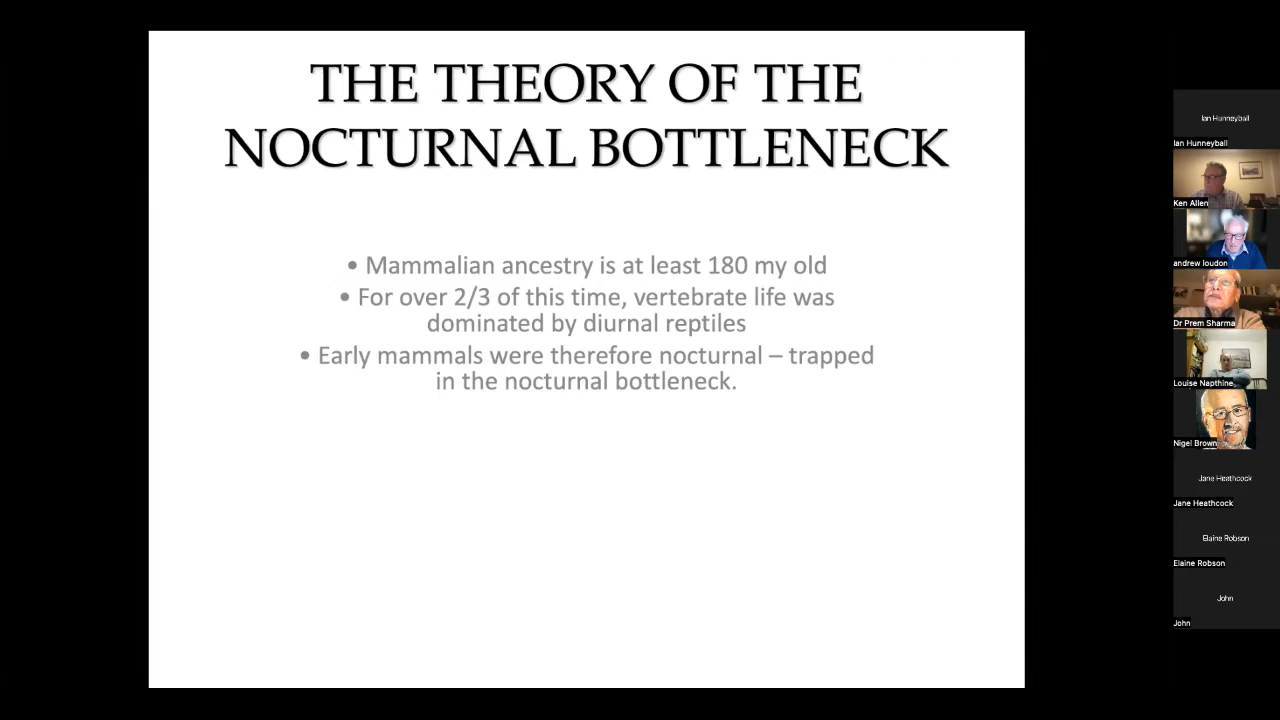 THE THEORY OF THE
NOCTURNAL BOTTLENECK
• Mammalian ancestry is at least 180 my old
• For over 2/3 of this time, vertebrate life was
dominated by diurnal reptiles
• Early mammals were therefore nocturnal – trapped
in the nocturnal bottleneck.
Ian Hunneyball
Ian Hunneyball
Ken Allen
andrew loudon
Dr Prem Sharma
Louise Napthine
Nigel Brown
Jane Heathcock
Jane Heathcock
Elaine Robson
Elaine Robson
John
John